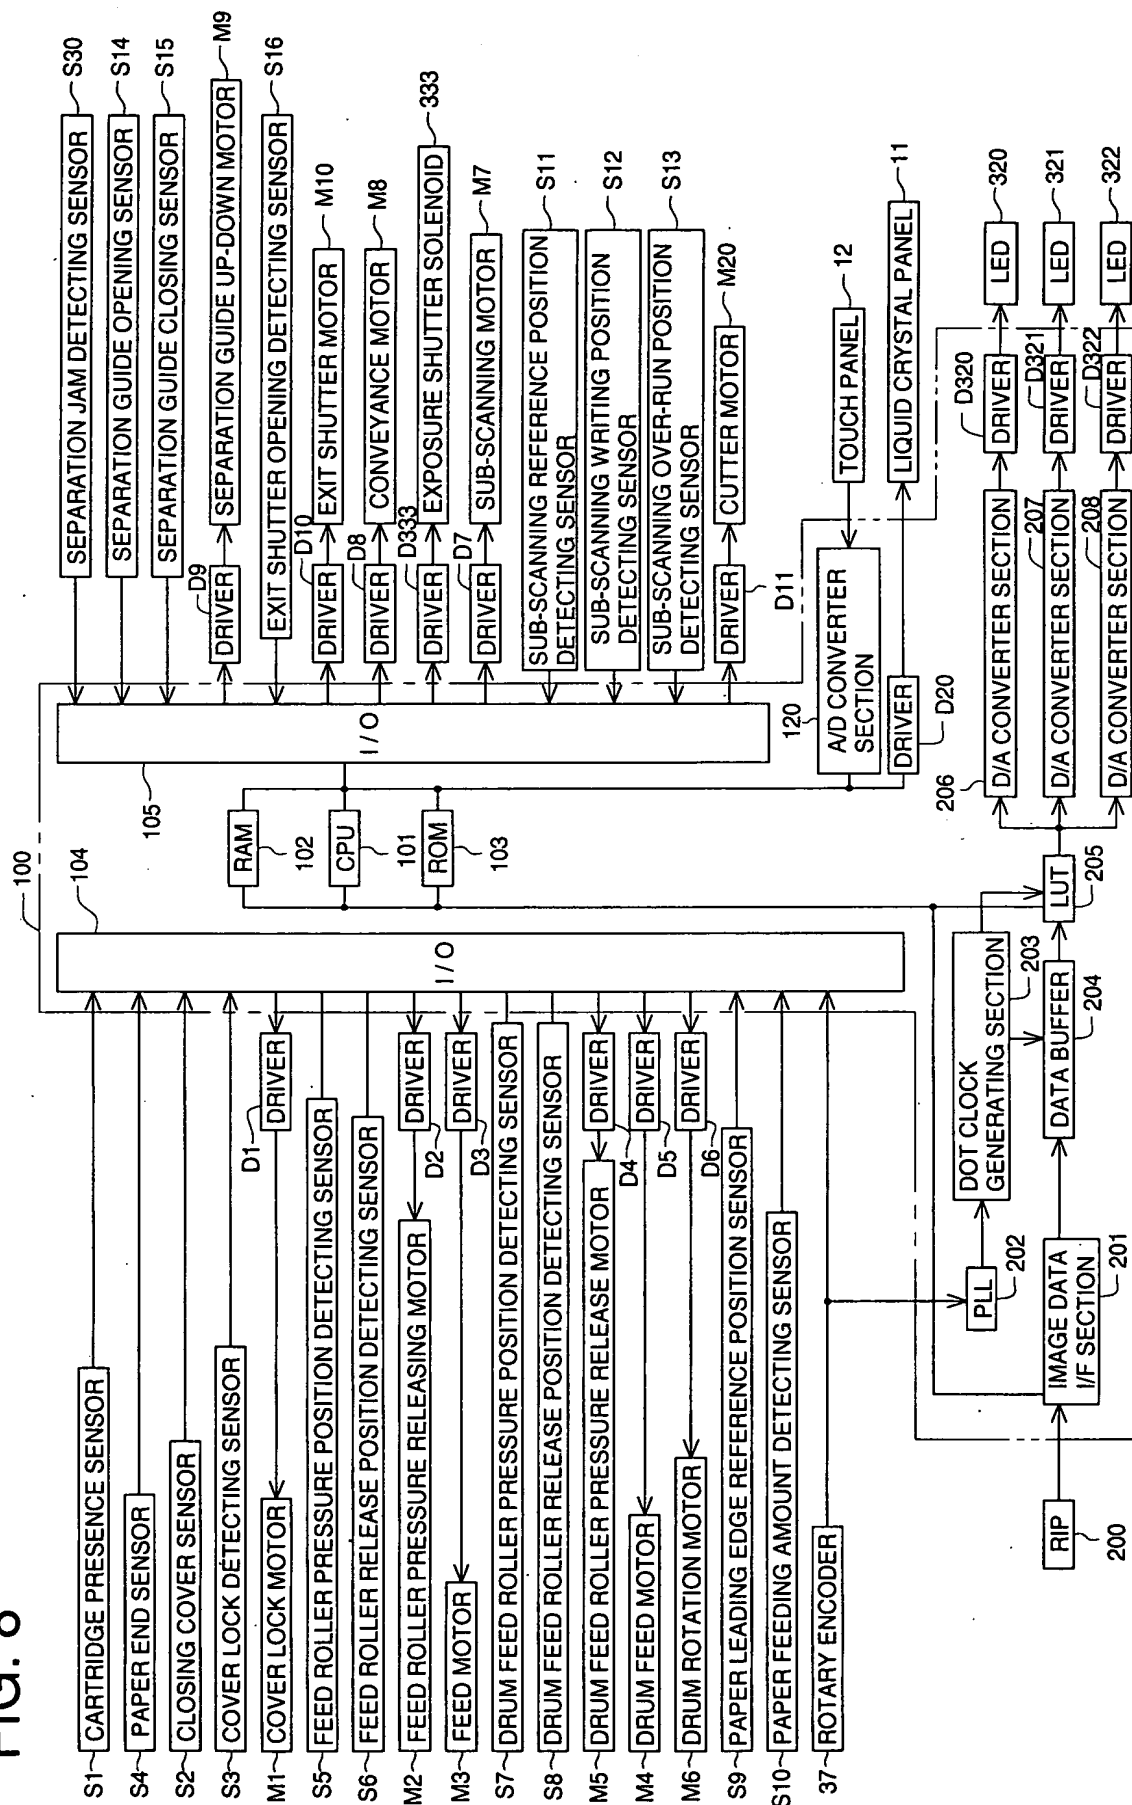 FIG. 8
100
S1
CARTRIDGE PRESENCE SENSOR
S4
PAPER END SENSOR
S2
CLOSING COVER SENSOR
S3
COVER LOCK DETECTING SENSOR
M1
COVER LOCK MOTOR
D1
DRIVER
S5
FEED ROLLER PRESSURE POSITION DETECTING SENSOR
S6
FEED ROLLER RELEASE POSITION DETECTING SENSOR
M2
FEED ROLLER PRESSURE RELEASING MOTOR
DRIVER
D2
M3
FEED MOTOR
DRIVER
D3
S7
DRUM FEED ROLLER PRESSURE POSITION DETECTING SENSOR
S8
DRUM FEED ROLLER RELEASE POSITION DETECTING SENSOR
M5
DRUM FEED ROLLER PRESSURE RELEASE MOTOR
DRIVER
D4
M4
DRUM FEED MOTOR
DRIVER
D5
M6
DRUM ROTATION MOTOR
DRIVER
D6
S9
PAPER LEADING EDGE REFERENCE POSITION SENSOR
S10
PAPER FEEDING AMOUNT DETECTING SENSOR
37
ROTARY ENCODER
104
I/O
RAM
102
CPU
101
ROM
103
105
I/O
SEPARATION JAM DETECTING SENSOR
S30
SEPARATION GUIDE OPENING SENSOR
S14
SEPARATION GUIDE CLOSING SENSOR
S15
D9
DRIVER
SEPARATION GUIDE UP-DOWN MOTOR
M9
EXIT SHUTTER OPENING DETECTING SENSOR
S16
D10
DRIVER
EXIT SHUTTER MOTOR
M10
D8
DRIVER
CONVEYANCE MOTOR
M8
D333
DRIVER
EXPOSURE SHUTTER SOLENOID
333
D7
DRIVER
SUB-SCANNING MOTOR
M7
SUB-SCANNING REFERENCE POSITION
DETECTING SENSOR
S11
SUB-SCANNING WRITING POSITION
DETECTING SENSOR
S12
SUB-SCANNING OVER-RUN POSITION
DETECTING SENSOR
S13
DRIVER
D11
CUTTER MOTOR
M20
120
A/D CONVERTER
SECTION
TOUCH PANEL
12
DRIVER
D20
LIQUID CRYSTAL PANEL
11
RIP
200
IMAGE DATA
I/F SECTION
201
PLL
202
DOT CLOCK
GENERATING SECTION
203
DATA BUFFER
204
LUT
205
206
D/A CONVERTER SECTION
D320
DRIVER
LED
320
207
D/A CONVERTER SECTION
D321
DRIVER
LED
321
208
D/A CONVERTER SECTION
D322
DRIVER
LED
322